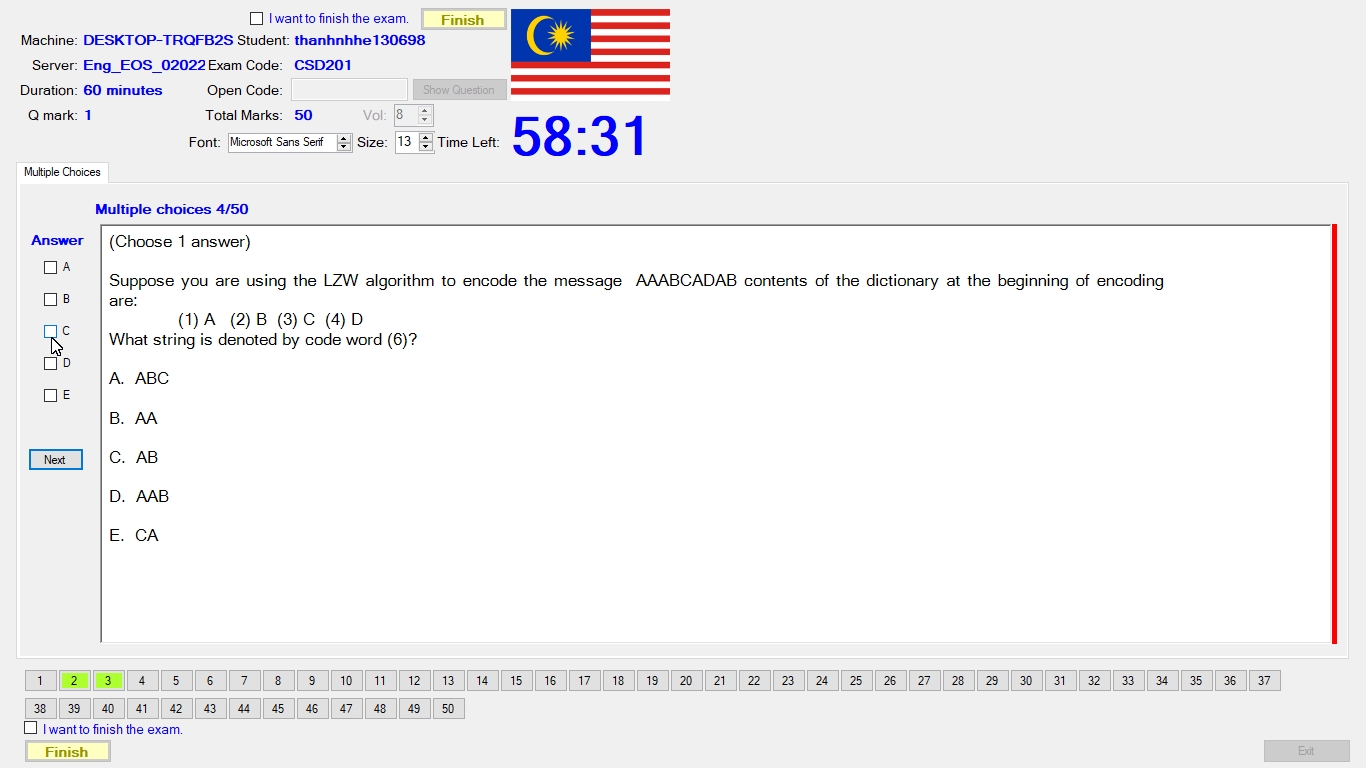 I want to finish the exam. Finish
Machine: DESKTOP-TRQFB2S Student: thanhnhhe130698
Server: Eng_EOS_02022 Exam Code: CSD201
Duration: 60 minutes Open Code: Show Question
Q mark: 1 Total Marks: 50 Vol: 8
Font: Microsoft Sans Serif Size: 13 Time Left: 58:31
Multiple Choices
Multiple choices 4/50
Answer
A
B
C
D
E
Next
(Choose 1 answer)
Suppose you are using the LZW algorithm to encode the message AAABCADAB contents of the dictionary at the beginning of encoding
are:
(1) A (2) B (3) C (4) D
What string is denoted by code word (6)?
A. ABC
B. AA
C. AB
D. AAB
E. CA
1 2 3 4 5 6 7 8 9 10 11 12 13 14 15 16 17 18 19 20 21 22 23 24 25 26 27 28 29 30 31 32 33 34 35 36 37
38 39 40 41 42 43 44 45 46 47 48 49 50
I want to finish the exam.
Finish Exit